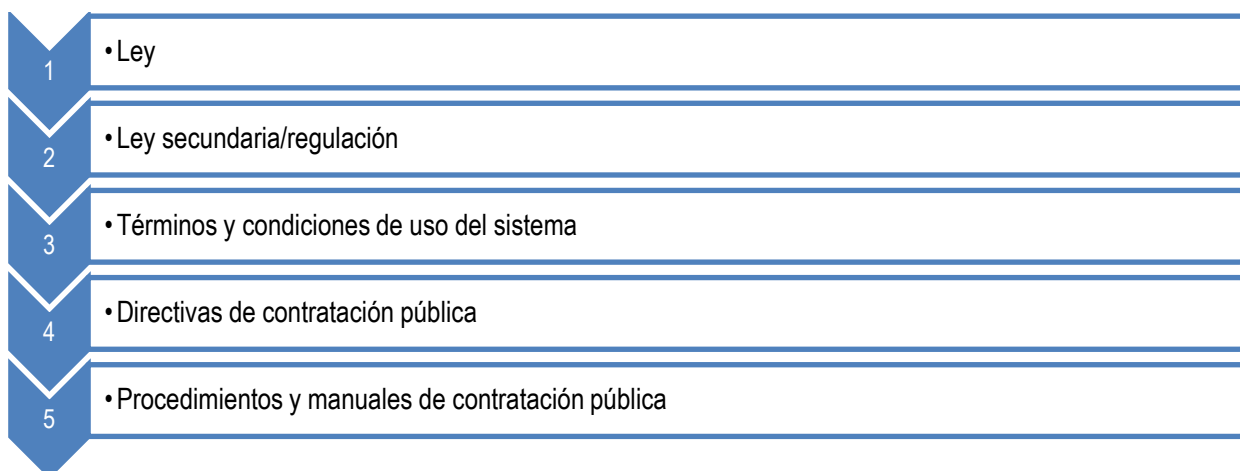 1
• Ley
2
• Ley secundaria/regulación
3
• Términos y condiciones de uso del sistema
4
• Directivas de contratación pública
5
• Procedimientos y manuales de contratación pública